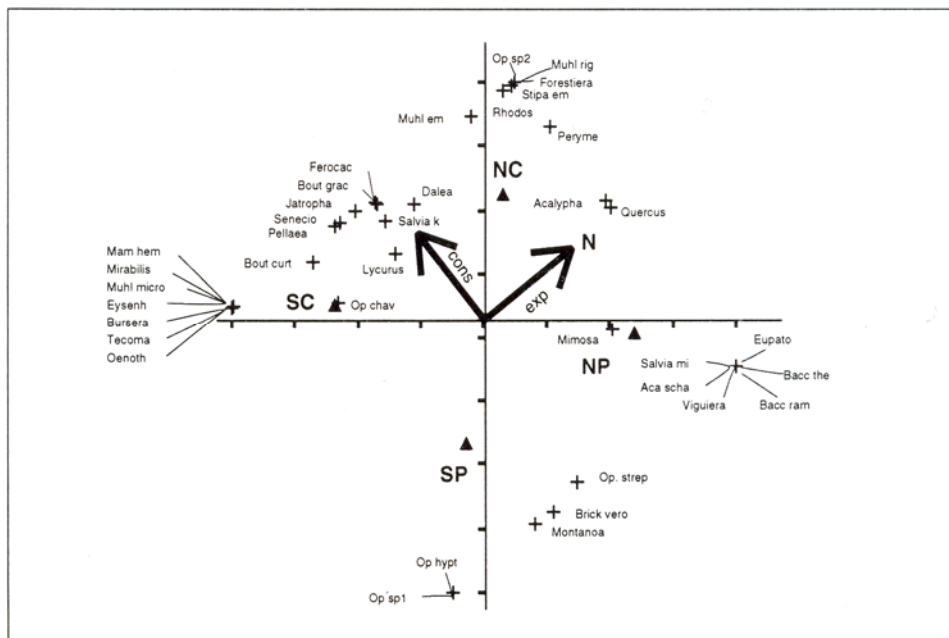 Op sp2
Muhl rig
Forestiera
Stipa em
Rhodos
Muhl em
Peryme
Ferocac
NC
Bout grac
Dalea
Jatropha
Acalypha
Quercus
Senecio
Salvia k
Pellaea
N
Mam hem
Mirabilis
Bout curt
Lycurus
cons
Muhl micro
exp
Eysenh
SC
Op chav
Bursera
Tecoma
Mimosa
Eupato
Oenoth
NP
Salvia mi
Bacc the
Aca scha
Viguiera
Bacc ram
SP
Op. strep
Brick vero
Montanoa
Op hypt
Op sp1